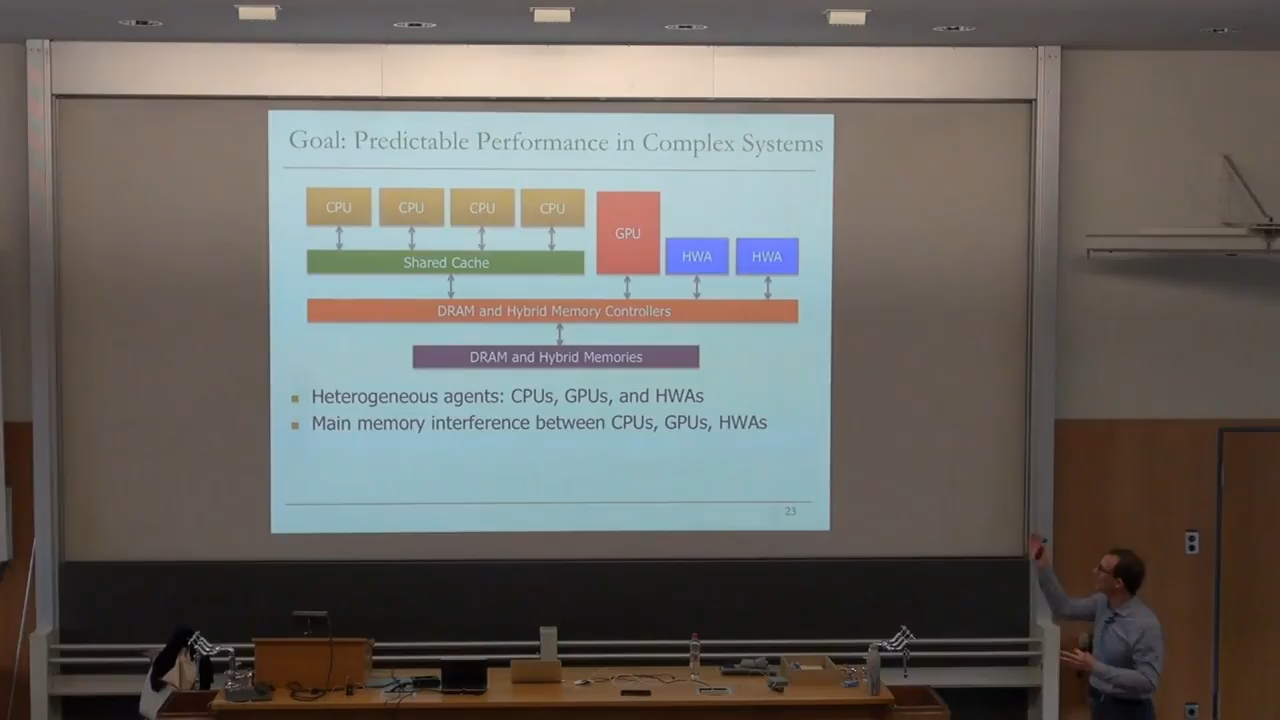 Goal: Predictable Performance in Complex Systems
CPU CPU CPU CPU
GPU
HWA HWA
Shared Cache
DRAM and Hybrid Memory Controllers
DRAM and Hybrid Memories
Heterogeneous agents: CPUs, GPUs, and HWAs
Main memory interference between CPUs, GPUs, HWAs
23